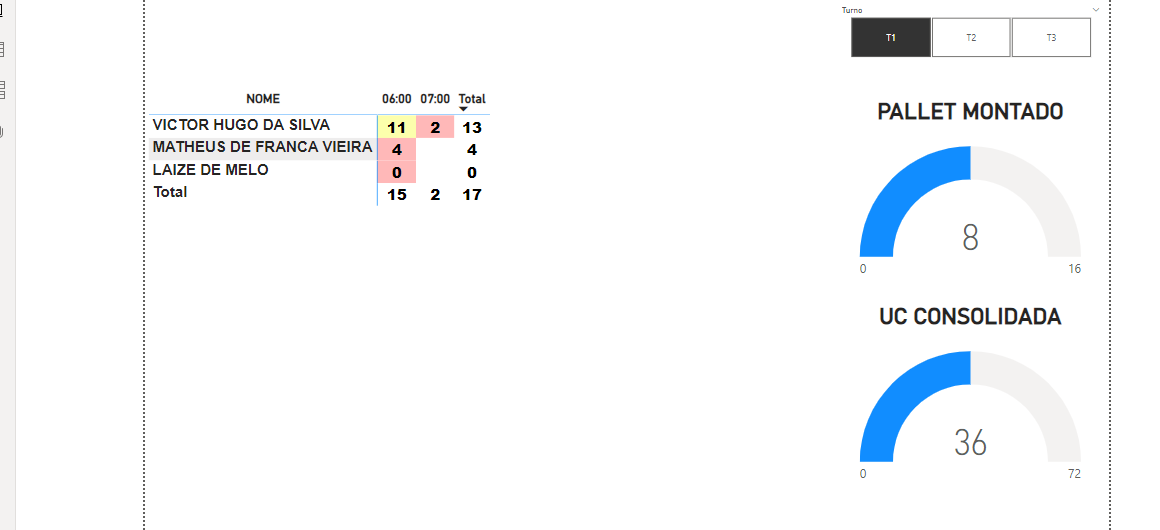 Turno
T1 T2 T3
NOME 06:00 07:00 Total
VICTOR HUGO DA SILVA 11 2 13
MATHEUS DE FRANCA VIEIRA 4 4
LAIZE DE MELO 0 0
Total 15 2 17
PALLET MONTADO
8
0 16
UC CONSOLIDADA
36
0 72